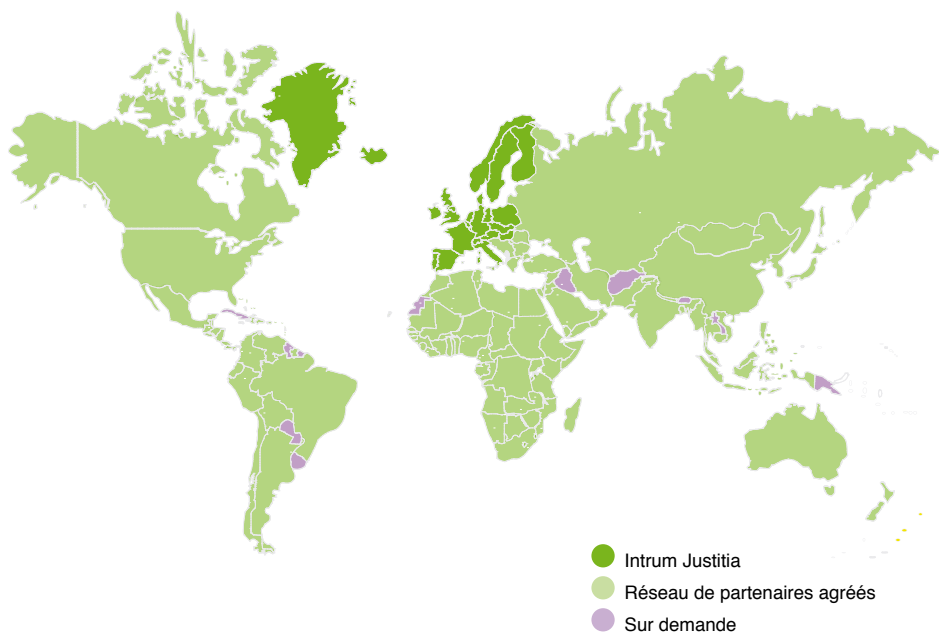 Intrum Justitia
Réseau de partenaires agréés
Sur demande